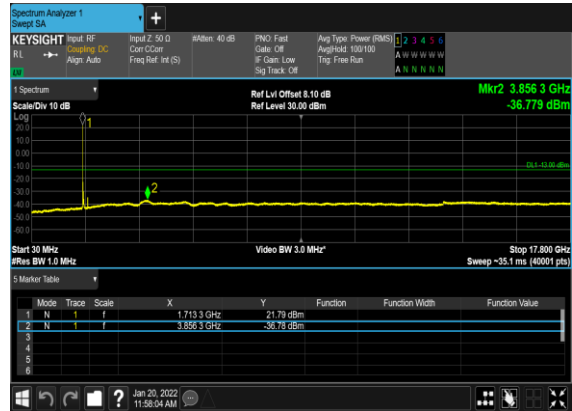 Spectrum Analyzer 1
Swept SA
+
KEYSIGHT Input: RF Input Z: 50 Ω #Atten: 40 dB PNO: Fast Avg Type: Power (RMS) 1 2 3 4 5 6
RL Coupling: DC Corr CCorr Gate: Off Avg|Hold: 100/100 A W W W W W
Align: Auto Freq Ref: Int (S) IF Gain: Low Trig: Free Run
Sig Track: Off A N N N N N
1 Spectrum Ref Lvl Offset 8.10 dB Mkr2 3.856 3 GHz
Scale/Div 10 dB Ref Level 30.00 dBm -36.779 dBm
Log
1
20.0
10.0
0.00
-10.0 DL1 -13.00 dBm
-20.0
-30.0 2
-40.0
-50.0
-60.0
Start 30 MHz Video BW 3.0 MHz* Stop 17.800 GHz
#Res BW 1.0 MHz Sweep ~35.1 ms (40001 pts)
5 Marker Table
Mode Trace Scale X Y Function Function Width Function Value
1 N 1 f 1.713 3 GHz 21.79 dBm
2 N 1 f 3.856 3 GHz -36.78 dBm
3
4
5
6
? Jan 20, 2022
11:58:04 AM